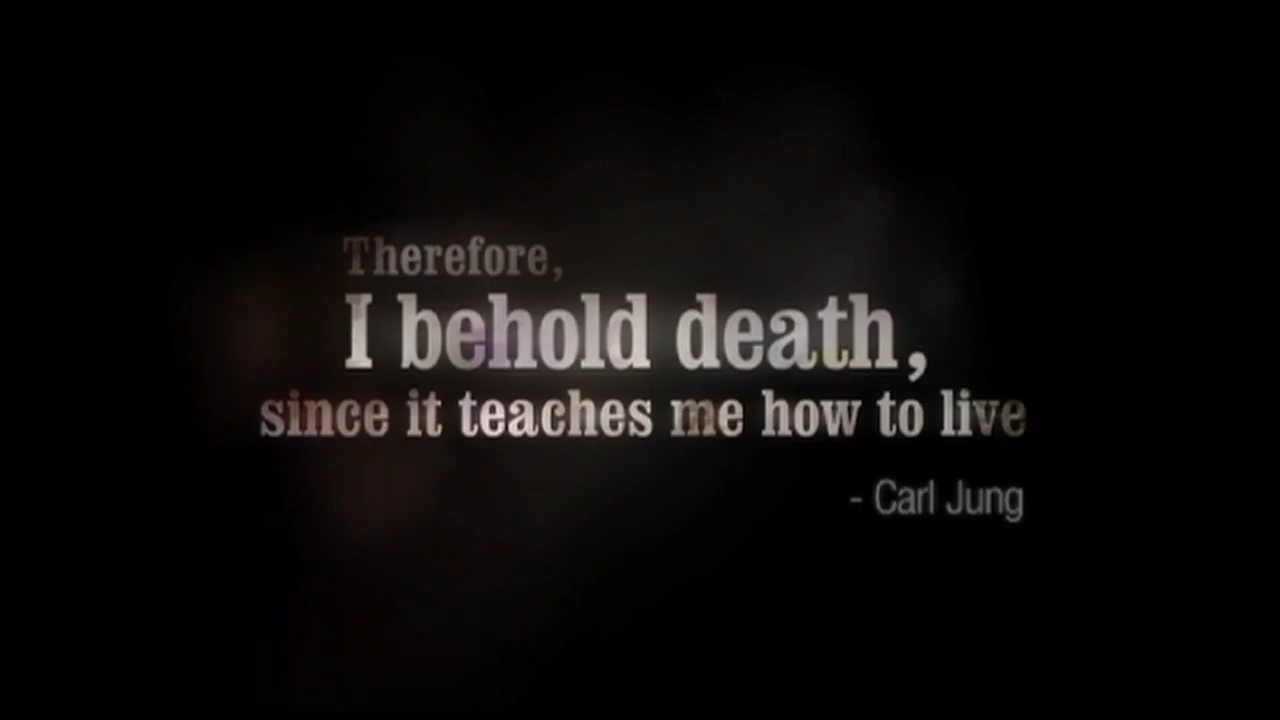 Therefore,
I behold death,
since it teaches me how to live
- Carl Jung